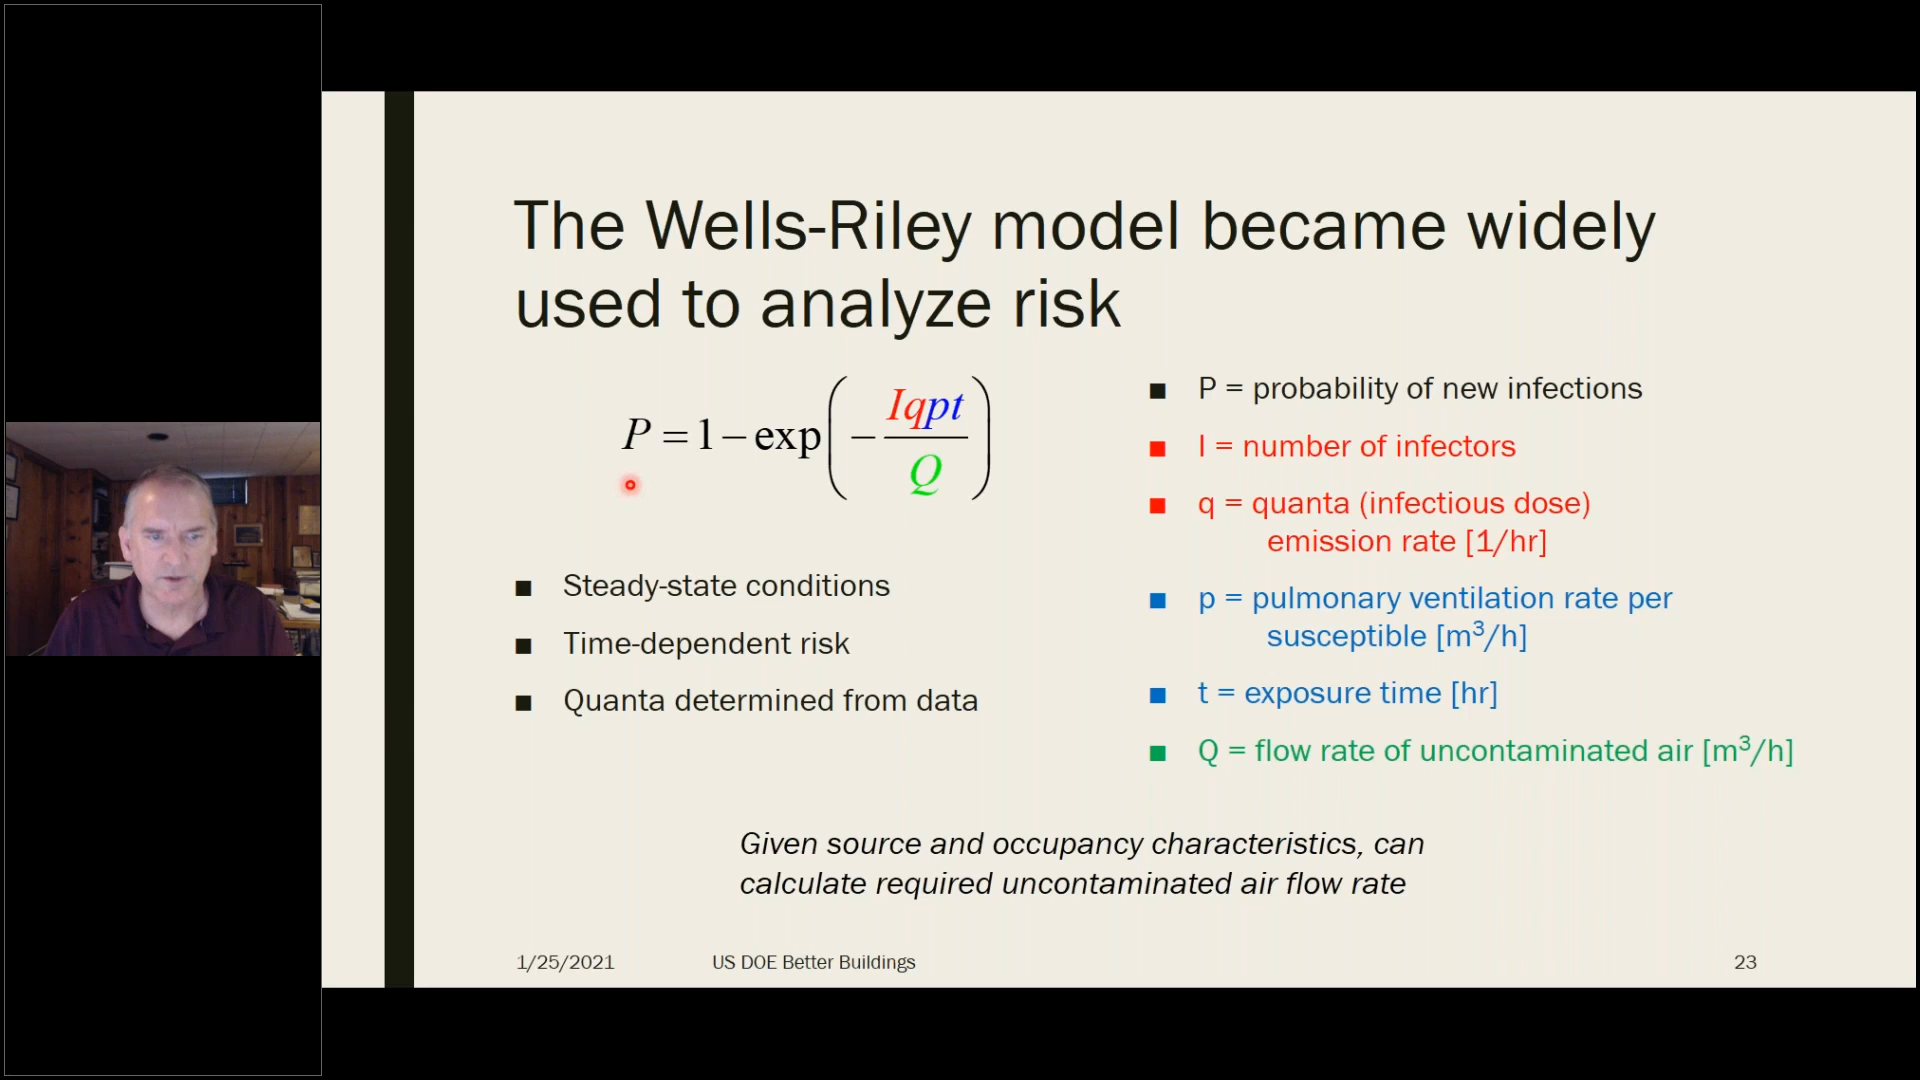 The Wells-Riley model became widely
used to analyze risk
P = 1 − exp(− Iqpt / Q)
■ Steady-state conditions
■ Time-dependent risk
■ Quanta determined from data
■ P = probability of new infections
■ I = number of infectors
■ q = quanta (infectious dose)
emission rate [1/hr]
■ p = pulmonary ventilation rate per
susceptible [m³/h]
■ t = exposure time [hr]
■ Q = flow rate of uncontaminated air [m³/h]
Given source and occupancy characteristics, can
calculate required uncontaminated air flow rate
1/25/2021 US DOE Better Buildings 23